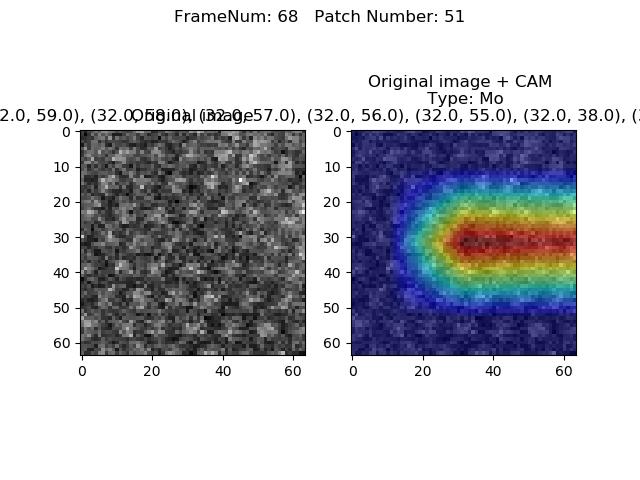 FrameNum: 68   Patch Number: 51
Original image + CAM
Type: Mo
2.0, 59.0), (32.0, 58.0), (32.0, 57.0), (32.0, 56.0), (32.0, 55.0), (32.0, 38.0), (3
Original image
0
10
20
30
40
50
60
0 20 40 60
0
10
20
30
40
50
60
0 20 40 60